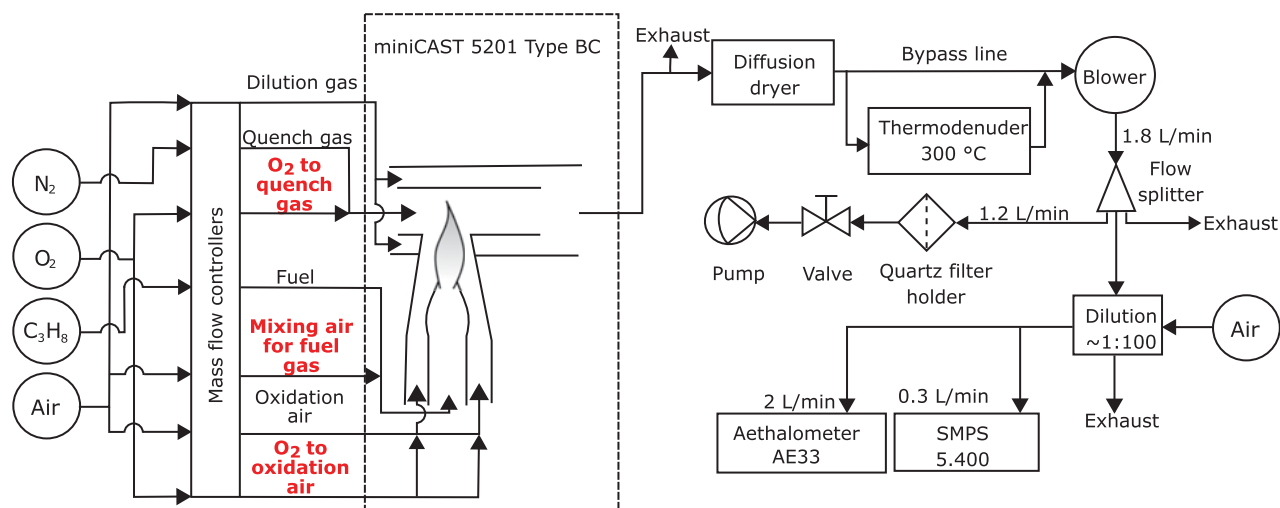 miniCAST 5201 Type BC
Exhaust
Diffusion
dryer
Bypass line
Blower
Dilution gas
Quench gas
O₂ to
quench
gas
Thermodenuder
300 °C
1.8 L/min
Flow
splitter
N₂
O₂
C₃H₈
Air
Mass flow controllers
Fuel
Mixing air
for fuel
gas
Oxidation
air
O₂ to
oxidation
air
1.2 L/min
Exhaust
Pump
Valve
Quartz filter
holder
Dilution
~1:100
Air
2 L/min
0.3 L/min
Exhaust
Aethalometer
AE33
SMPS
5.400